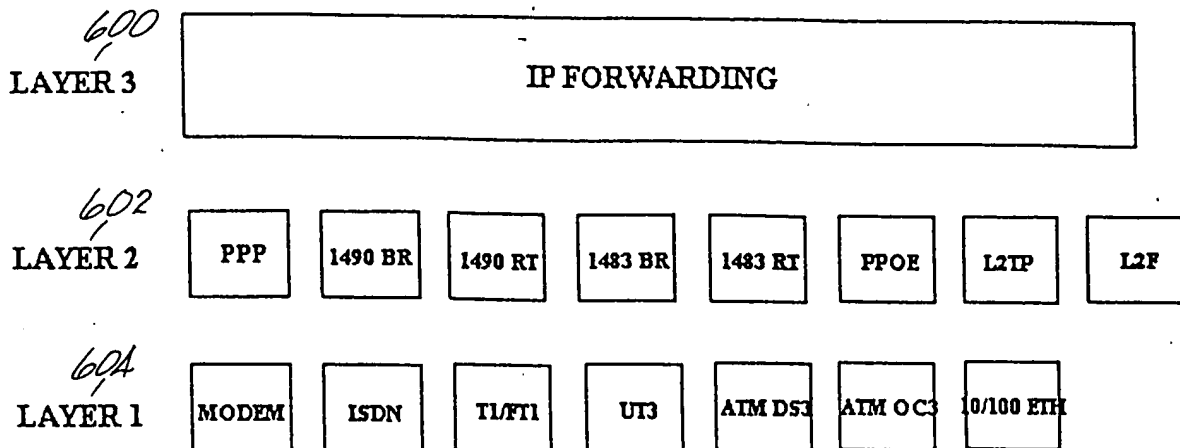 600
LAYER 3 IP FORWARDING
602
LAYER 2 PPP 1490 BR 1490 RT 1483 BR 1483 RT PPOE L2TP L2F
604
LAYER 1 MODEM ISDN T1/FT1 UT3 ATM DS3 ATM OC3 10/100 ETH